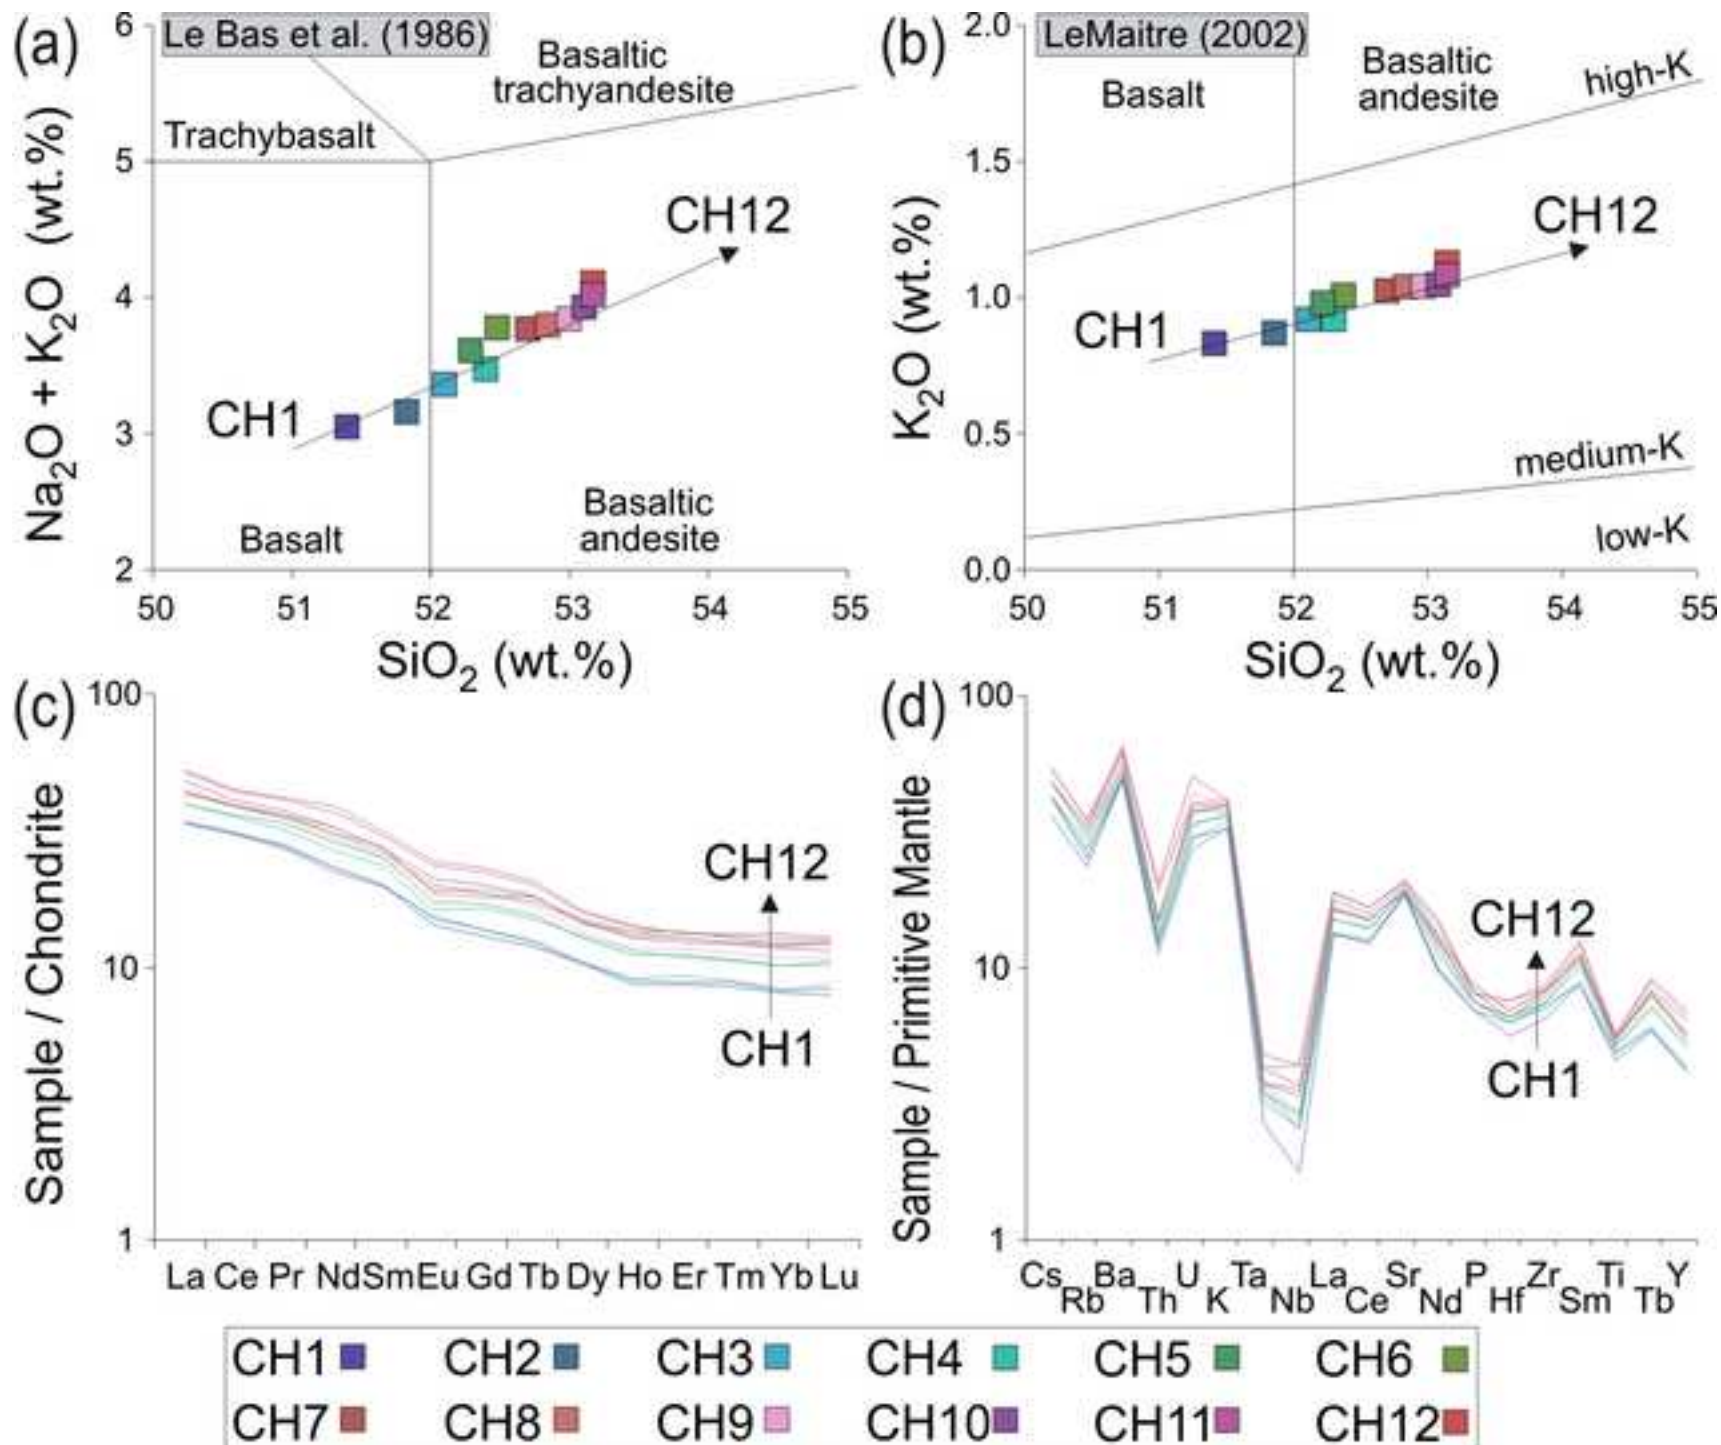 (a)
Le Bas et al. (1986)
Basaltic
trachyandesite
Trachybasalt
CH12
CH1
Basalt
Basaltic
andesite
6
5
4
3
2
50 51 52 53 54 55
Na2O + K2O (wt.%)
SiO2 (wt.%)
(b)
LeMaitre (2002)
Basalt
Basaltic
andesite
high-K
CH12
CH1
medium-K
low-K
2.0
1.5
1.0
0.5
0.0
50 51 52 53 54 55
K2O (wt.%)
SiO2 (wt.%)
(c)
100
10
1
Sample / Chondrite
CH12
CH1
La Ce Pr Nd Sm Eu Gd Tb Dy Ho Er Tm Yb Lu
(d)
100
10
1
Sample / Primitive Mantle
CH12
CH1
Cs Rb Ba Th U K Ta Nb La Ce Sr Nd P Hf Zr Sm Ti Tb Y
CH1 CH2 CH3 CH4 CH5 CH6
CH7 CH8 CH9 CH10 CH11 CH12